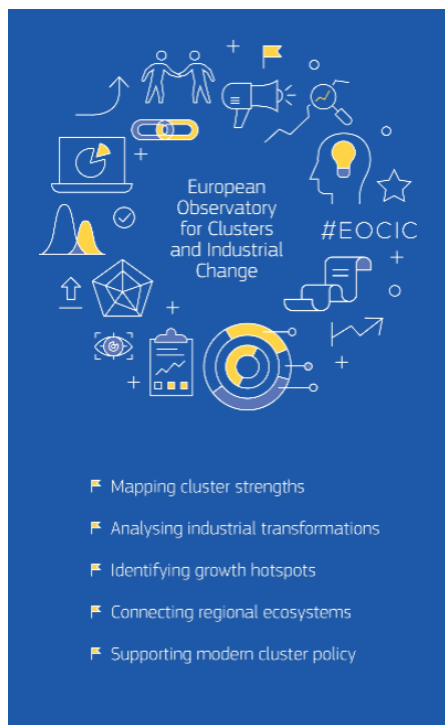 European
Observatory
for Clusters
and Industrial
Change
#EOCIC
Mapping cluster strengths
Analysing industrial transformations
Identifying growth hotspots
Connecting regional ecosystems
Supporting modern cluster policy